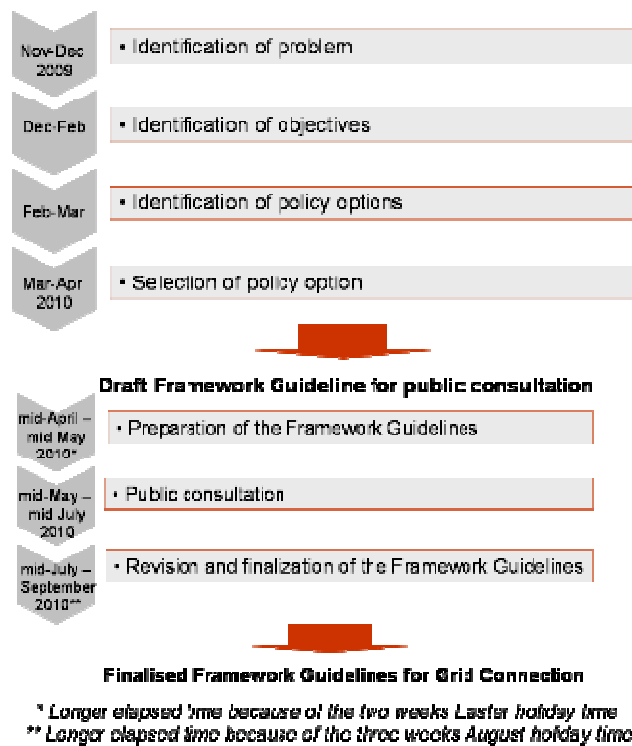 Nov-Dec
2009
• Identification of problem
Dec-Feb
• Identification of objectives
Feb-Mar
• Identification of policy options
Mar-Apr
2010
• Selection of policy option
Draft Framework Guideline for public consultation
mid-April –
mid May
2010*
• Preparation of the Framework Guidelines
mid-May –
mid July
2010
• Public consultation
mid-July –
September
2010**
• Revision and finalization of the Framework Guidelines
Finalised Framework Guidelines for Grid Connection
* Longer elapsed time because of the two weeks Easter holiday time
** Longer elapsed time because of the three weeks August holiday time